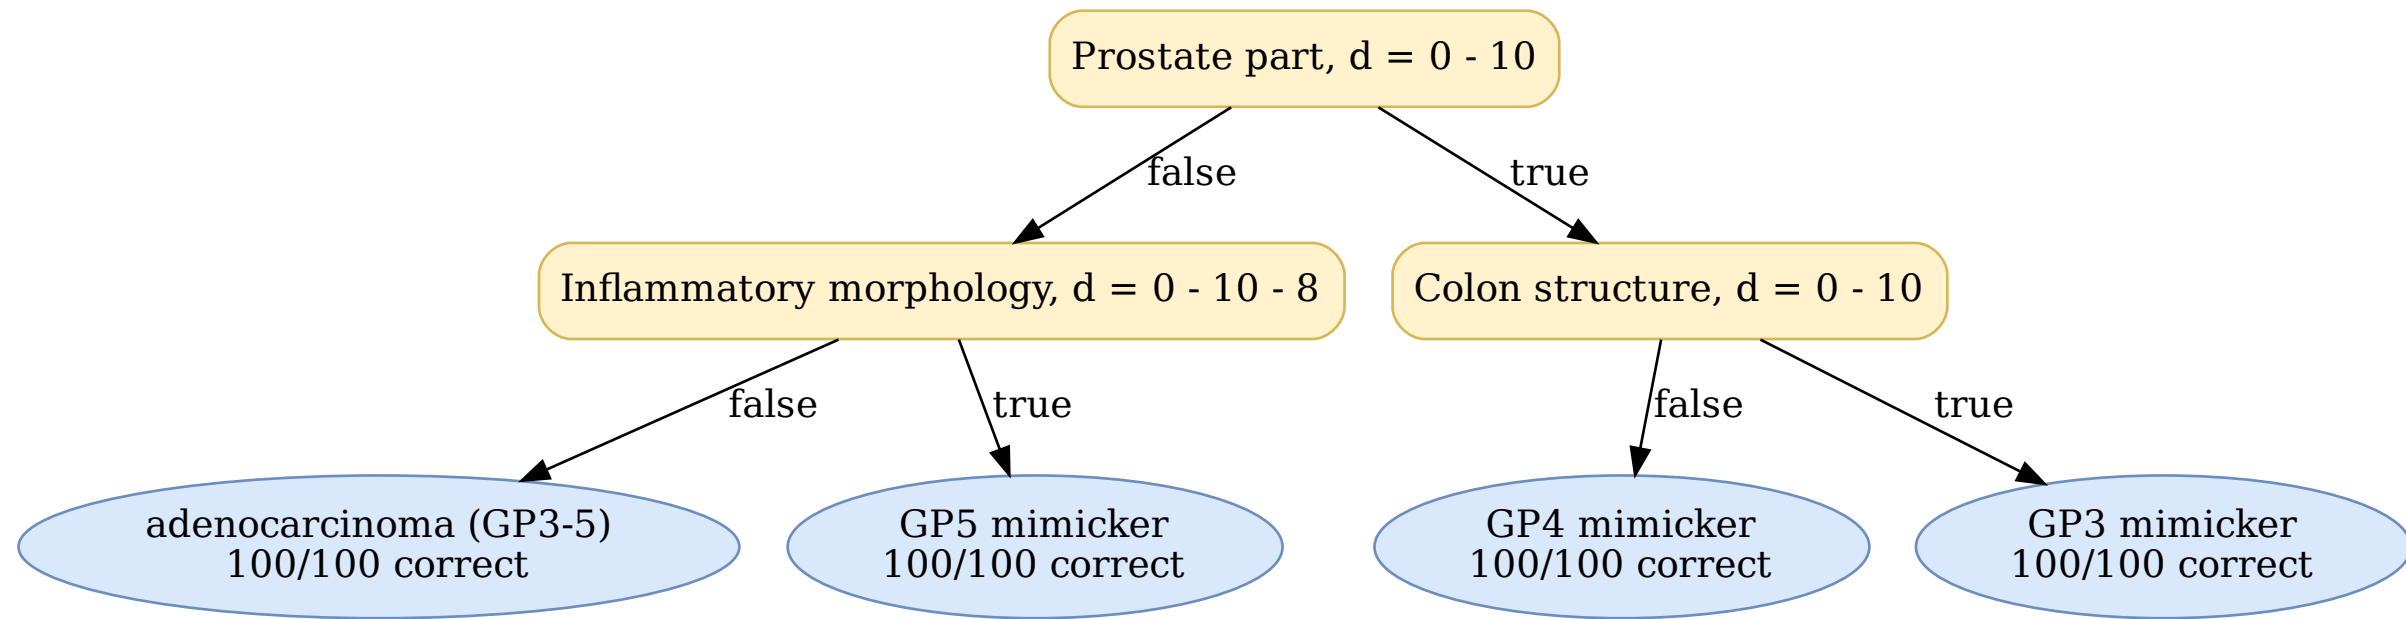 Prostate part, d = 0 - 10
false
true
Inflammatory morphology, d = 0 - 10 - 8
Colon structure, d = 0 - 10
false
true
false
true
adenocarcinoma (GP3-5)
100/100 correct
GP5 mimicker
100/100 correct
GP4 mimicker
100/100 correct
GP3 mimicker
100/100 correct